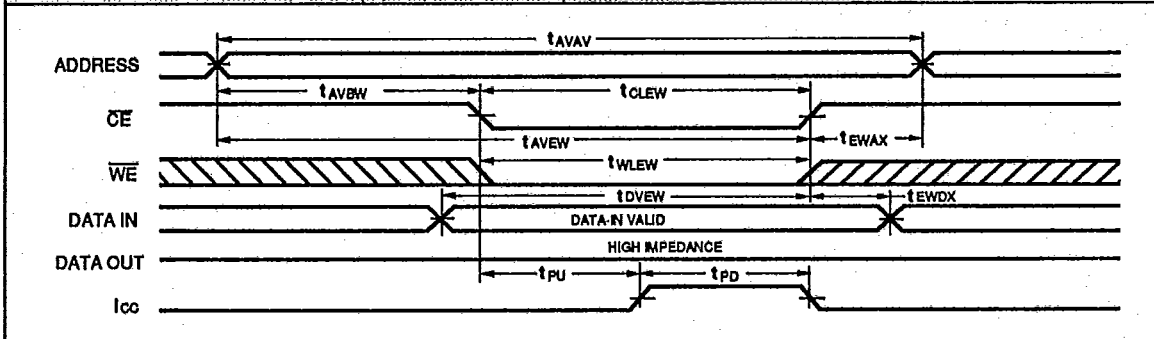 tAVAV
ADDRESS
tAVBW
tCLEW
CE
tAVEW
tEWAX
tWLEW
WE
tDVEW
tEWDX
DATA IN
DATA-IN VALID
HIGH IMPEDANCE
DATA OUT
tPU
tPD
Icc